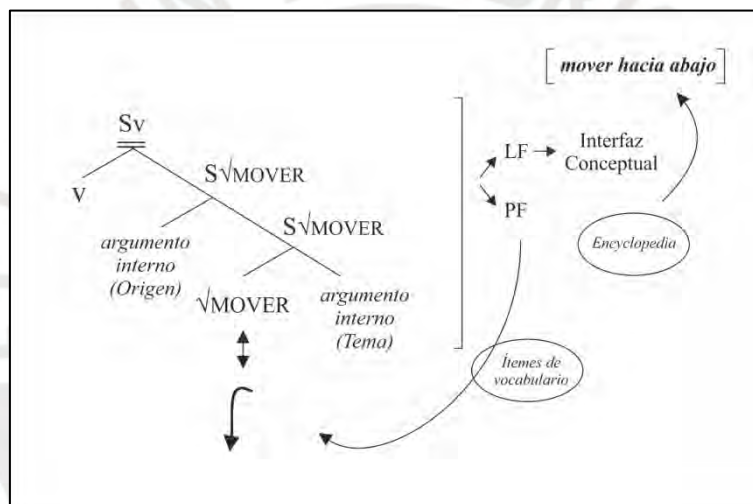 [ mover hacia abajo ]
Sv
v
S√MOVER
argumento
interno
(Origen)
S√MOVER
√MOVER
argumento
interno
(Tema)
LF
PF
Interfaz
Conceptual
Encyclopedia
Ítemes de
vocabulario